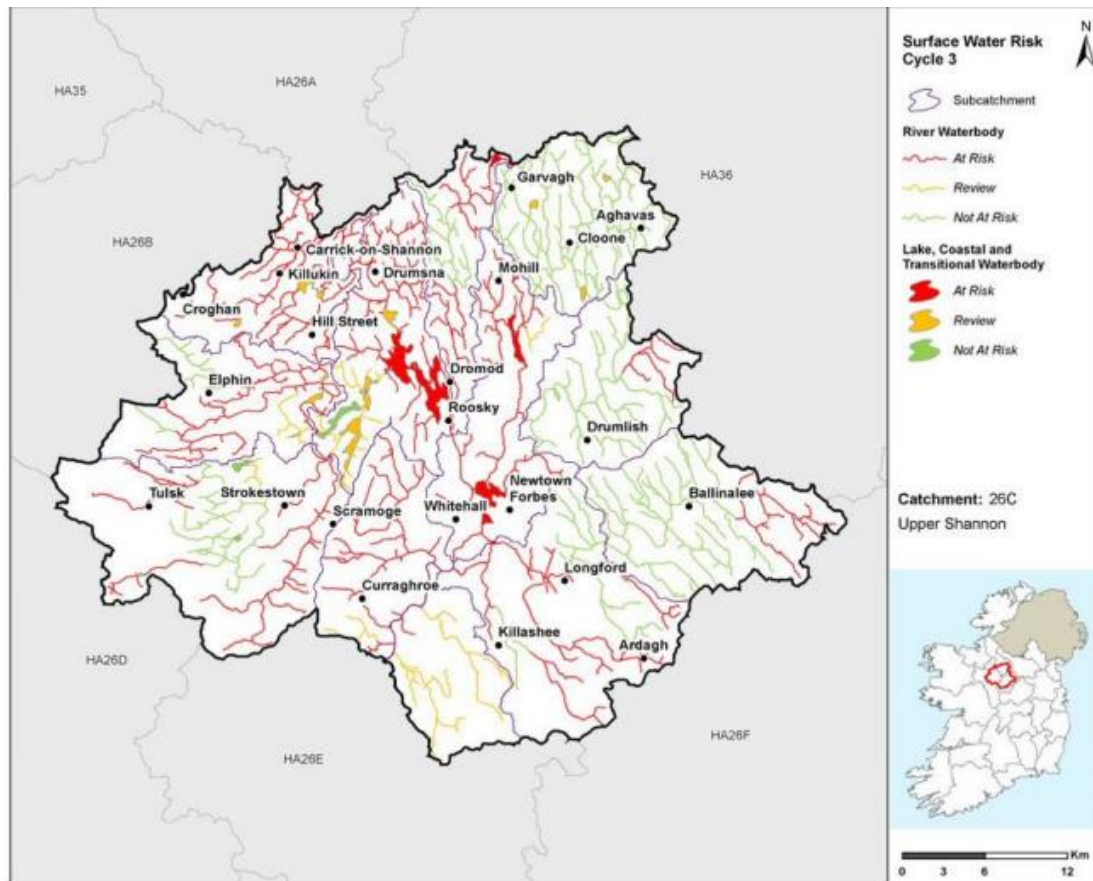 HA35
HA26A
HA36
HA26B
HA26D
HA26E
HA26F
Garvagh
Aghavas
Cloone
Carrick-on-Shannon
Killukin
Drumsna
Mohill
Croghan
Hill Street
Elphin
Dromod
Roosky
Drumlish
Tulsk
Strokestown
Scramoge
Whitehall
Newtown
Forbes
Ballinalee
Longford
Curraghroe
Killashee
Ardagh
N
Surface Water Risk
Cycle 3
Subcatchment
River Waterbody
At Risk
Review
Not At Risk
Lake, Coastal and
Transitional Waterbody
At Risk
Review
Not At Risk
Catchment: 26C
Upper Shannon
Km
0 3 6 12